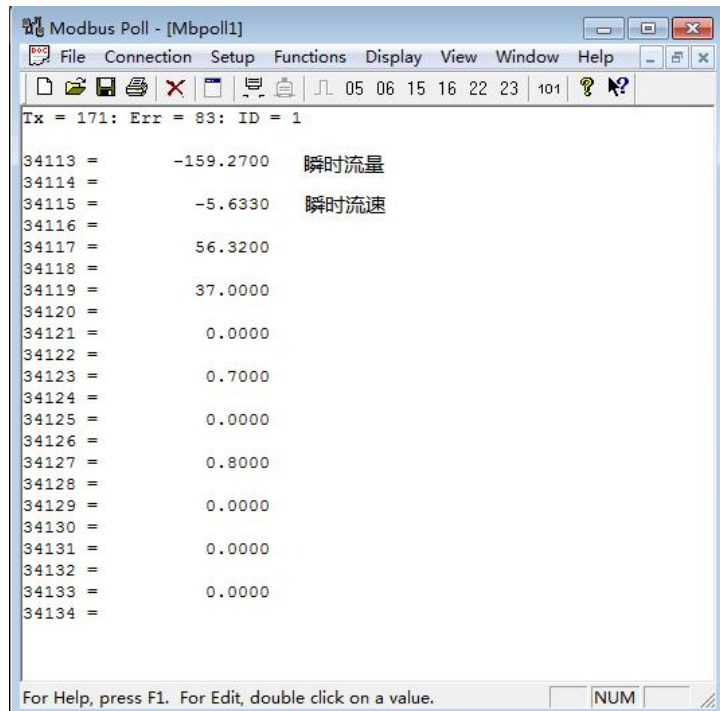 Modbus Poll - [Mbpoll1]
File Connection Setup Functions Display View Window Help
05 06 15 16 22 23 101
Tx = 171: Err = 83: ID = 1
34113 = -159.2700 瞬时流量
34114 =
34115 = -5.6330 瞬时流速
34116 =
34117 = 56.3200
34118 =
34119 = 37.0000
34120 =
34121 = 0.0000
34122 =
34123 = 0.7000
34124 =
34125 = 0.0000
34126 =
34127 = 0.8000
34128 =
34129 = 0.0000
34130 =
34131 = 0.0000
34132 =
34133 = 0.0000
34134 =
For Help, press F1. For Edit, double click on a value. NUM